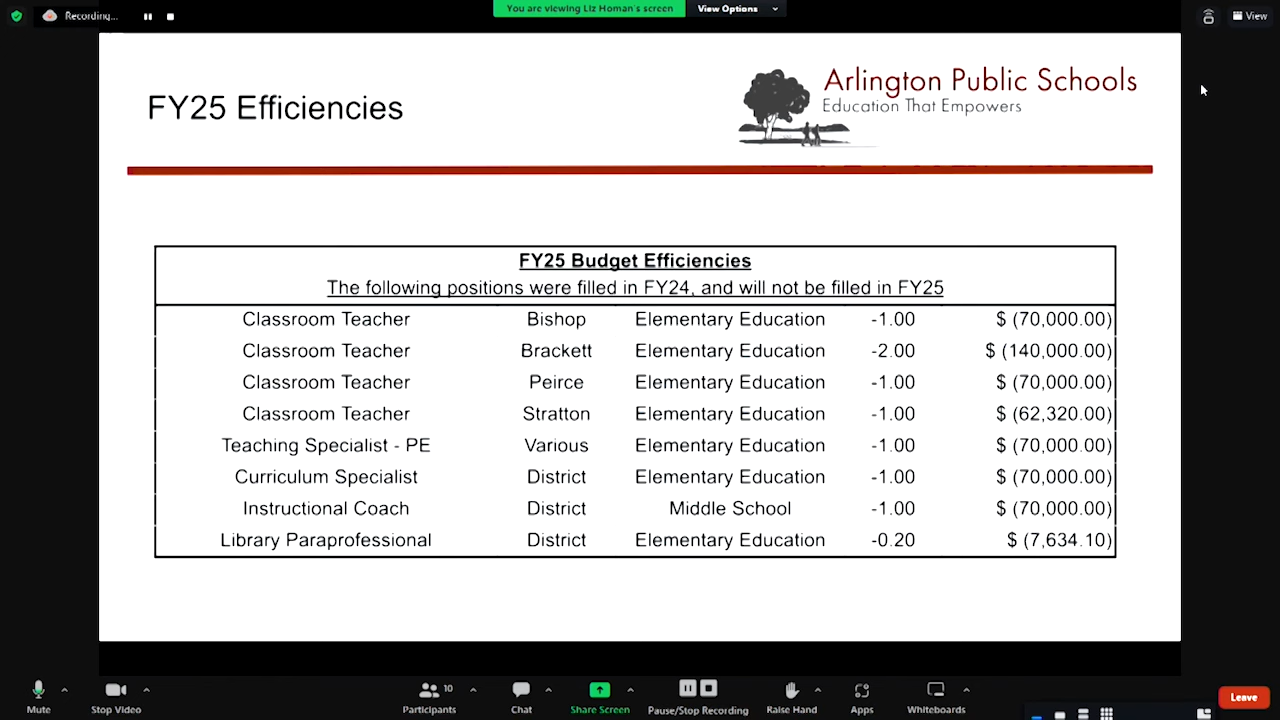 Recording...
You are viewing Liz Homan's screen
View Options
View
FY25 Efficiencies
Arlington Public Schools
Education That Empowers
FY25 Budget Efficiencies
The following positions were filled in FY24, and will not be filled in FY25
Classroom Teacher Bishop Elementary Education -1.00 $ (70,000.00)
Classroom Teacher Brackett Elementary Education -2.00 $ (140,000.00)
Classroom Teacher Peirce Elementary Education -1.00 $ (70,000.00)
Classroom Teacher Stratton Elementary Education -1.00 $ (62,320.00)
Teaching Specialist - PE Various Elementary Education -1.00 $ (70,000.00)
Curriculum Specialist District Elementary Education -1.00 $ (70,000.00)
Instructional Coach District Middle School -1.00 $ (70,000.00)
Library Paraprofessional District Elementary Education -0.20 $ (7,634.10)
10
Mute Stop Video Participants Chat Share Screen Pause/Stop Recording Raise Hand Apps Whiteboards Leave